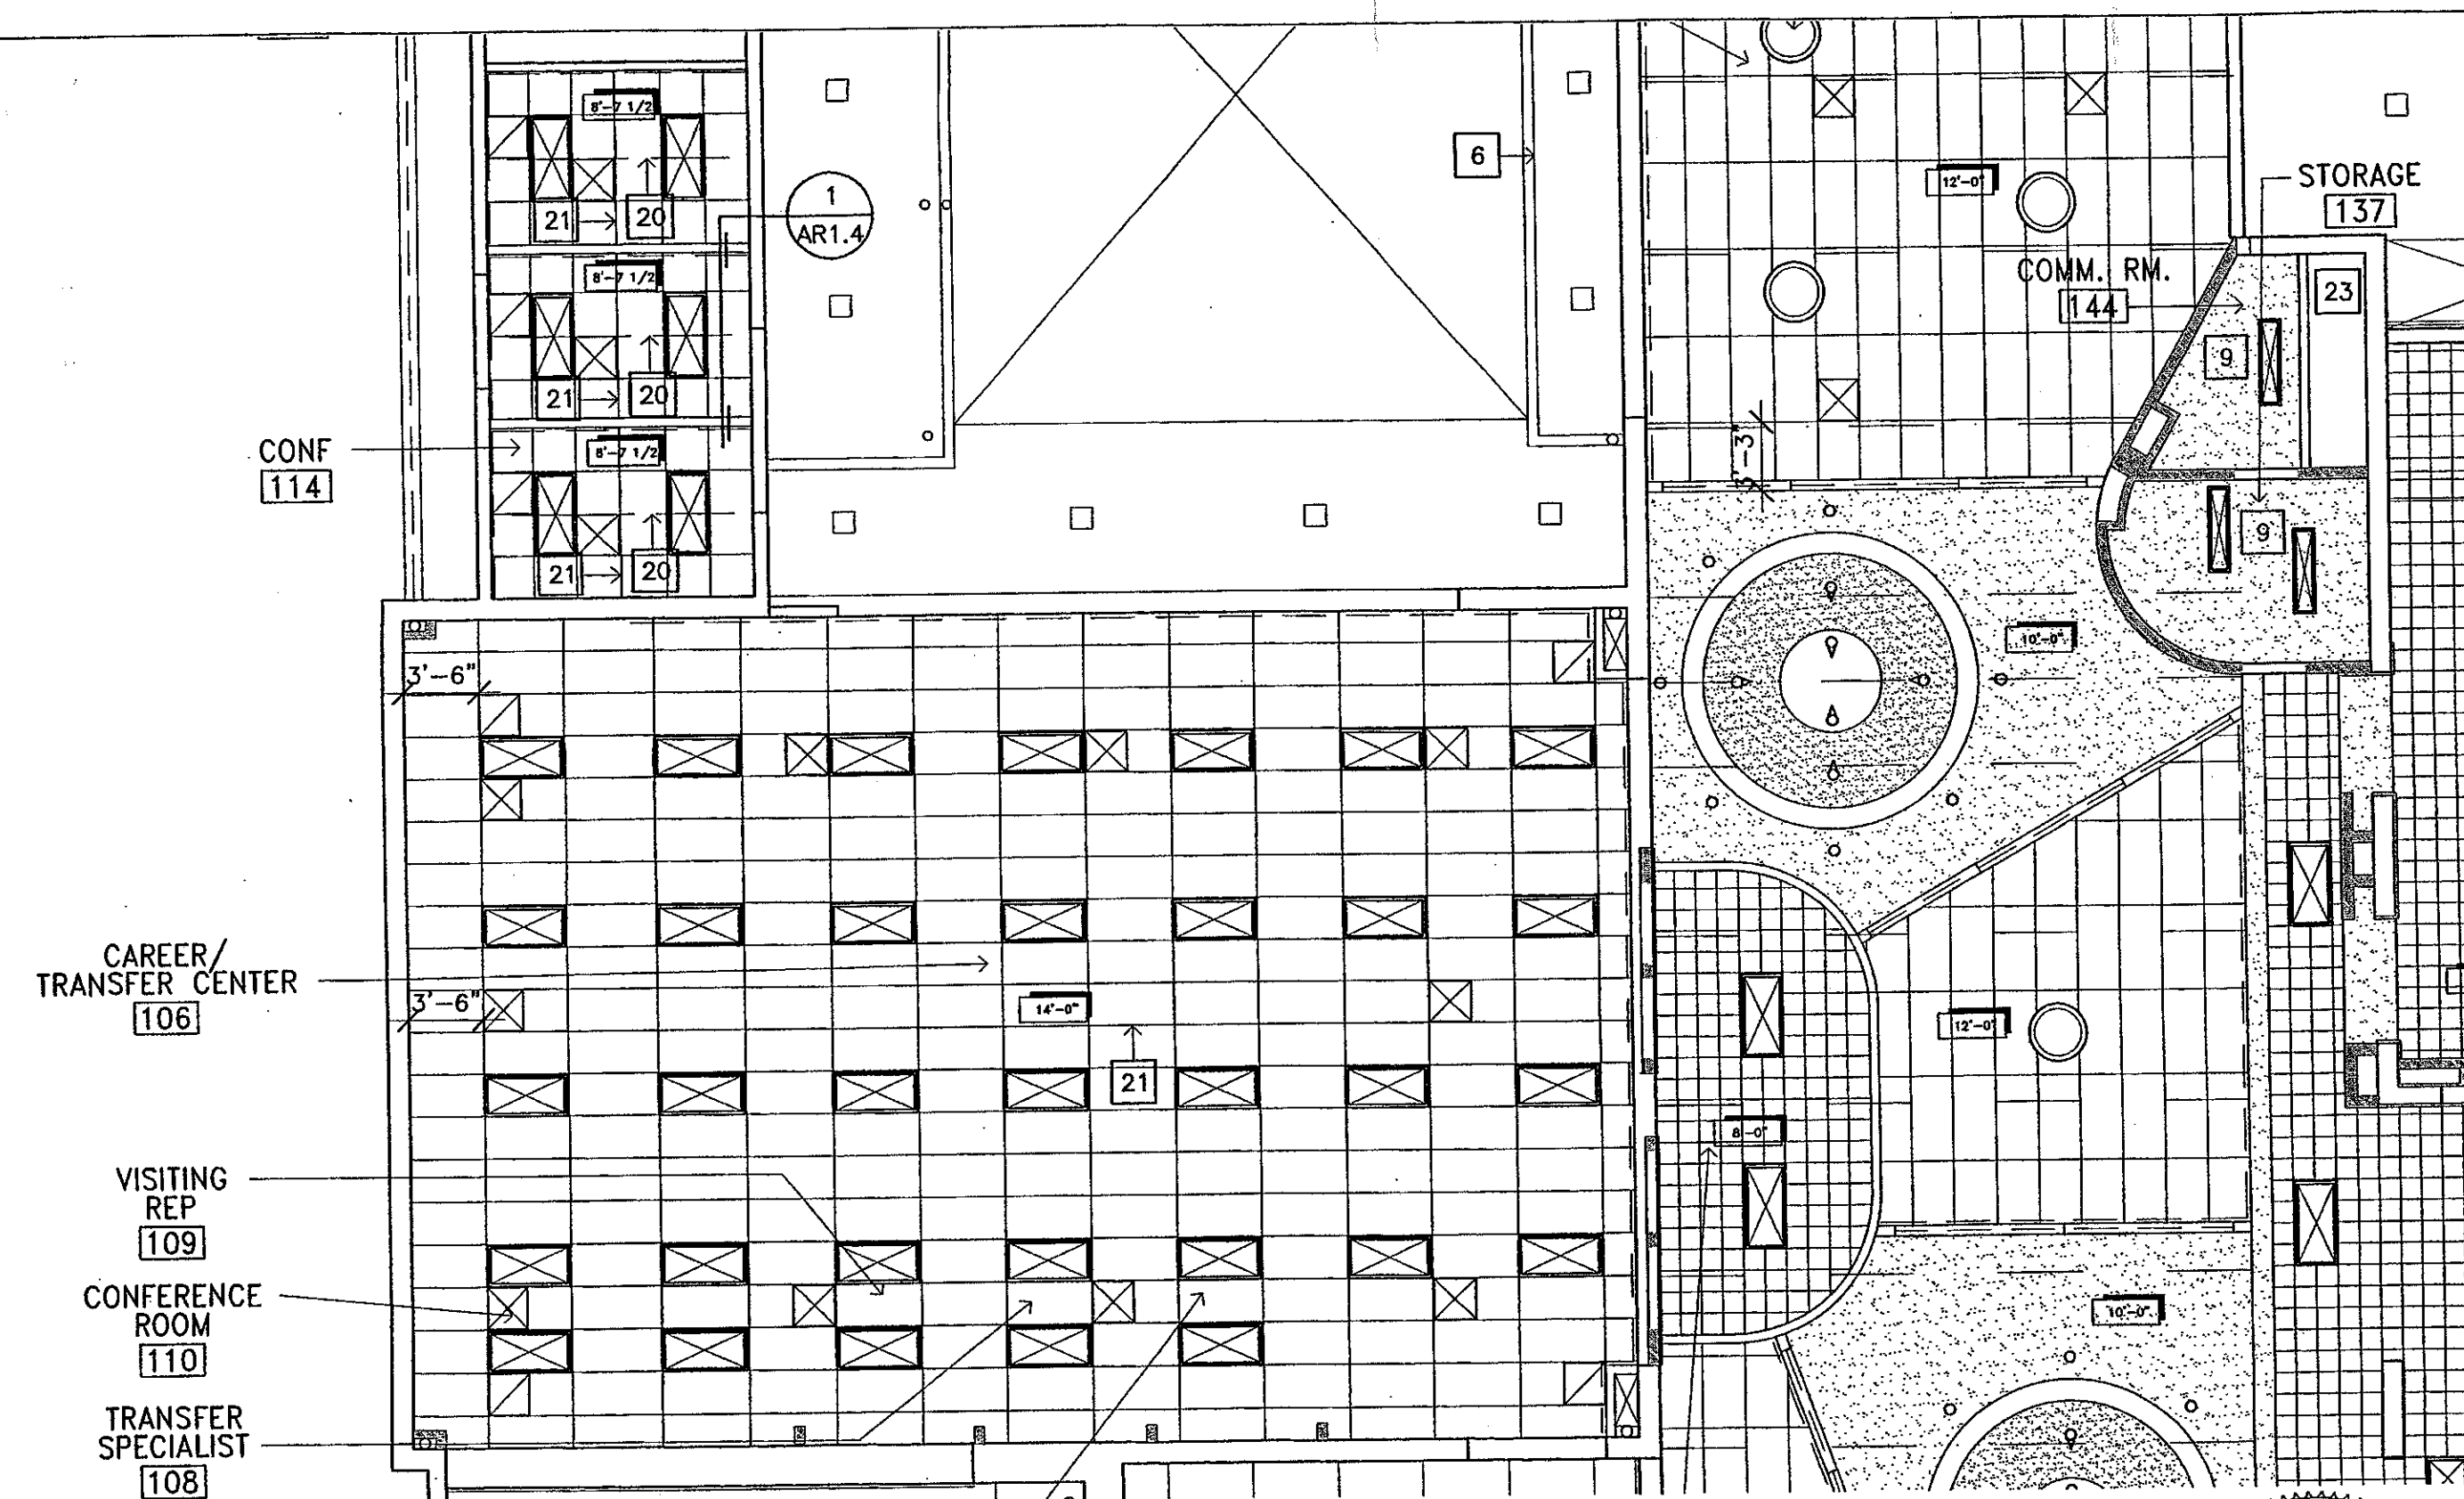 8'-7 1/2
21
20
1
AR1.4
6
12'-0"
STORAGE
137
COMM. RM.
144
23
9
8'-7 1/2
21
20
CONF
114
8'-7 1/2
21
20
3'-3"
9
10'-0"
3'-6"
CAREER/
TRANSFER CENTER
106
3'-6"
14'-0"
21
12'-0"
8'-0"
VISITING
REP
109
CONFERENCE
ROOM
110
10'-0"
TRANSFER
SPECIALIST
108